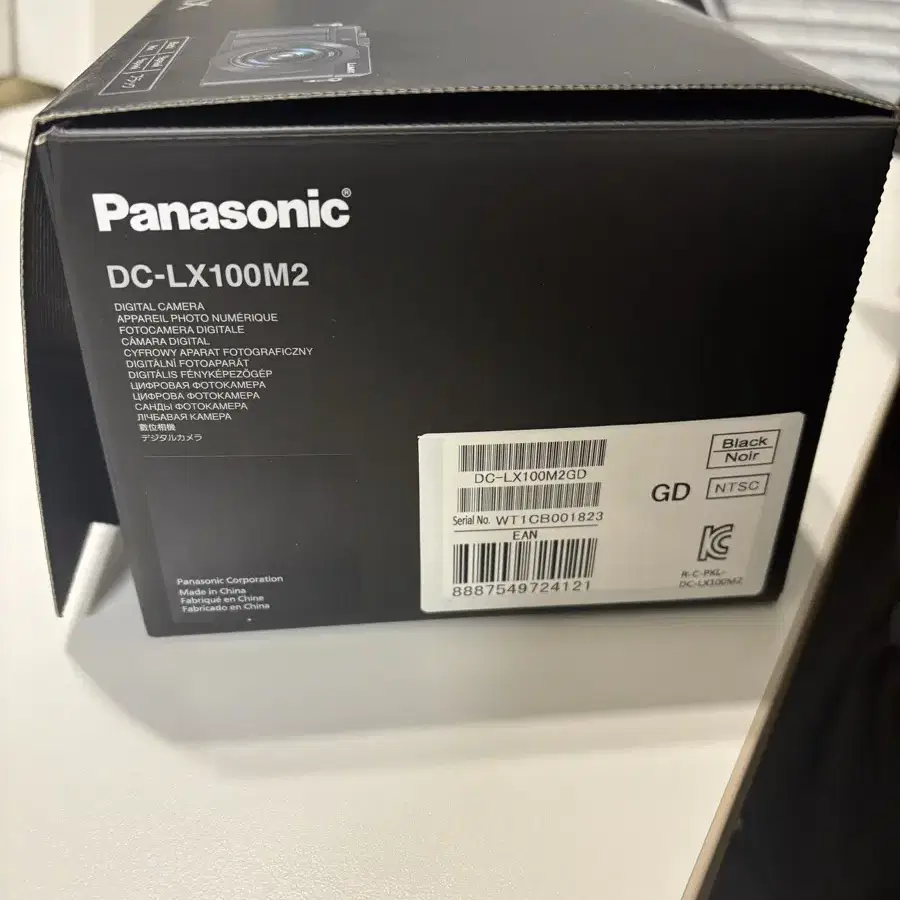 Panasonic®
DC-LX100M2
DIGITAL CAMERA
APPAREIL PHOTO NUMÉRIQUE
FOTOCAMERA DIGITALE
CÁMARA DIGITAL
CYFROWY APARAT FOTOGRAFICZNY
DIGITÁLNÍ FOTOAPARÁT
DIGITÁLIS FÉNYKÉPEZŐGÉP
ЦИФРОВАЯ ФОТОКАМЕРА
ЦИФРОВА ФОТОКАМЕРА
САНДЫ ФОТОКАМЕРА
ЛІЧБАВАЯ КАМЕРА
數位相機
デジタルカメラ
Panasonic Corporation
Made in China
Fabriqué en Chine
Fabricado en China
DC-LX100M2GD
Serial No. WT1CB001823
EAN
8887549724121
GD
Black
Noir
NTSC
R-C-PKL-
DC-LX100M2